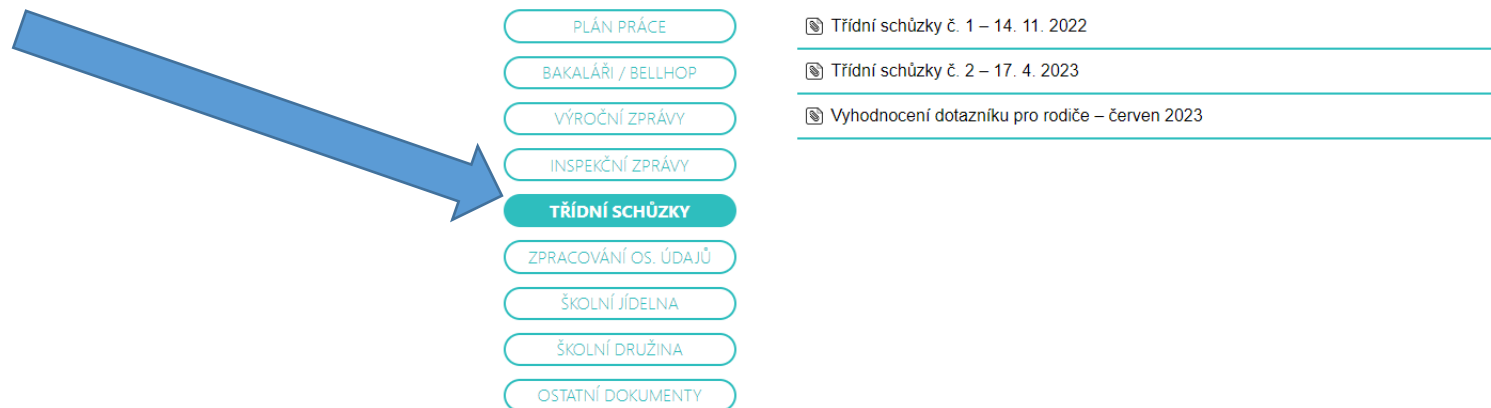 PLÁN PRÁCE
BAKALÁŘI / BELLHOP
VÝROČNÍ ZPRÁVY
INSPEKČNÍ ZPRÁVY
TŘÍDNÍ SCHŮZKY
ZPRACOVÁNÍ OS. ÚDAJŮ
ŠKOLNÍ JÍDELNA
ŠKOLNÍ DRUŽINA
OSTATNÍ DOKUMENTY
Třídní schůzky č. 1 – 14. 11. 2022
Třídní schůzky č. 2 – 17. 4. 2023
Vyhodnocení dotazníku pro rodiče – červen 2023